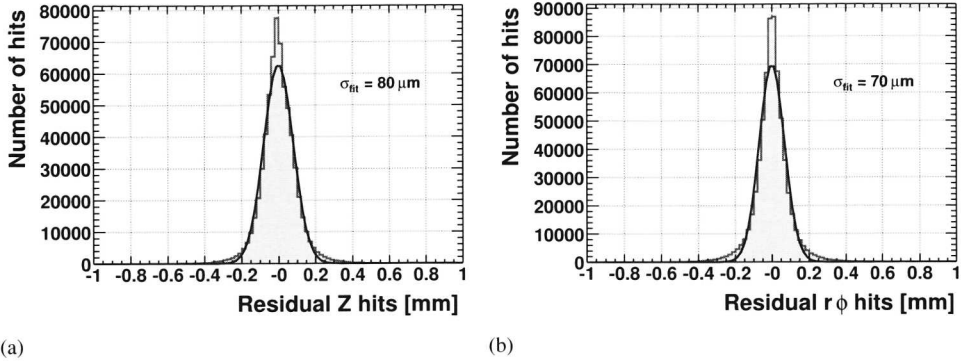 Number of hits
80000
70000
60000
50000
40000
30000
20000
10000
0
-1 -0.8 -0.6 -0.4 -0.2 -0 0.2 0.4 0.6 0.8 1
σfit = 80 μm
Residual Z hits [mm]
(a)
Number of hits
90000
80000
70000
60000
50000
40000
30000
20000
10000
0
-1 -0.8 -0.6 -0.4 -0.2 -0 0.2 0.4 0.6 0.8 1
σfit = 70 μm
Residual r ϕ hits [mm]
(b)